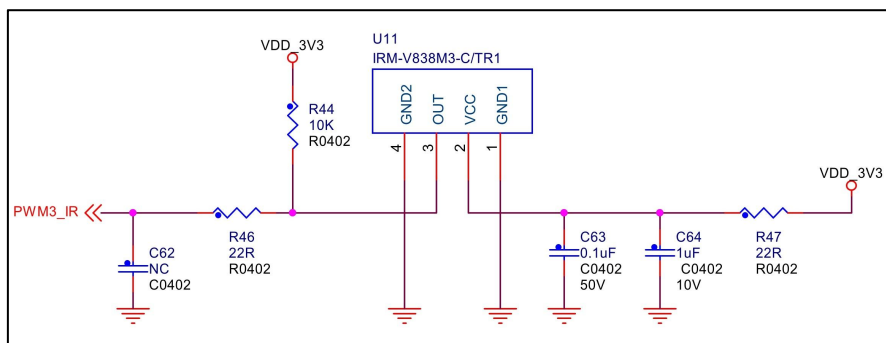 U11
IRM-V838M3-C/TR1
VDD_3V3
GND2
OUT
VCC
GND1
4
3
2
1
R44
10K
R0402
VDD_3V3
PWM3_IR
R46
22R
R0402
C62
NC
C0402
C63
0.1uF
C0402
50V
C64
1uF
C0402
10V
R47
22R
R0402